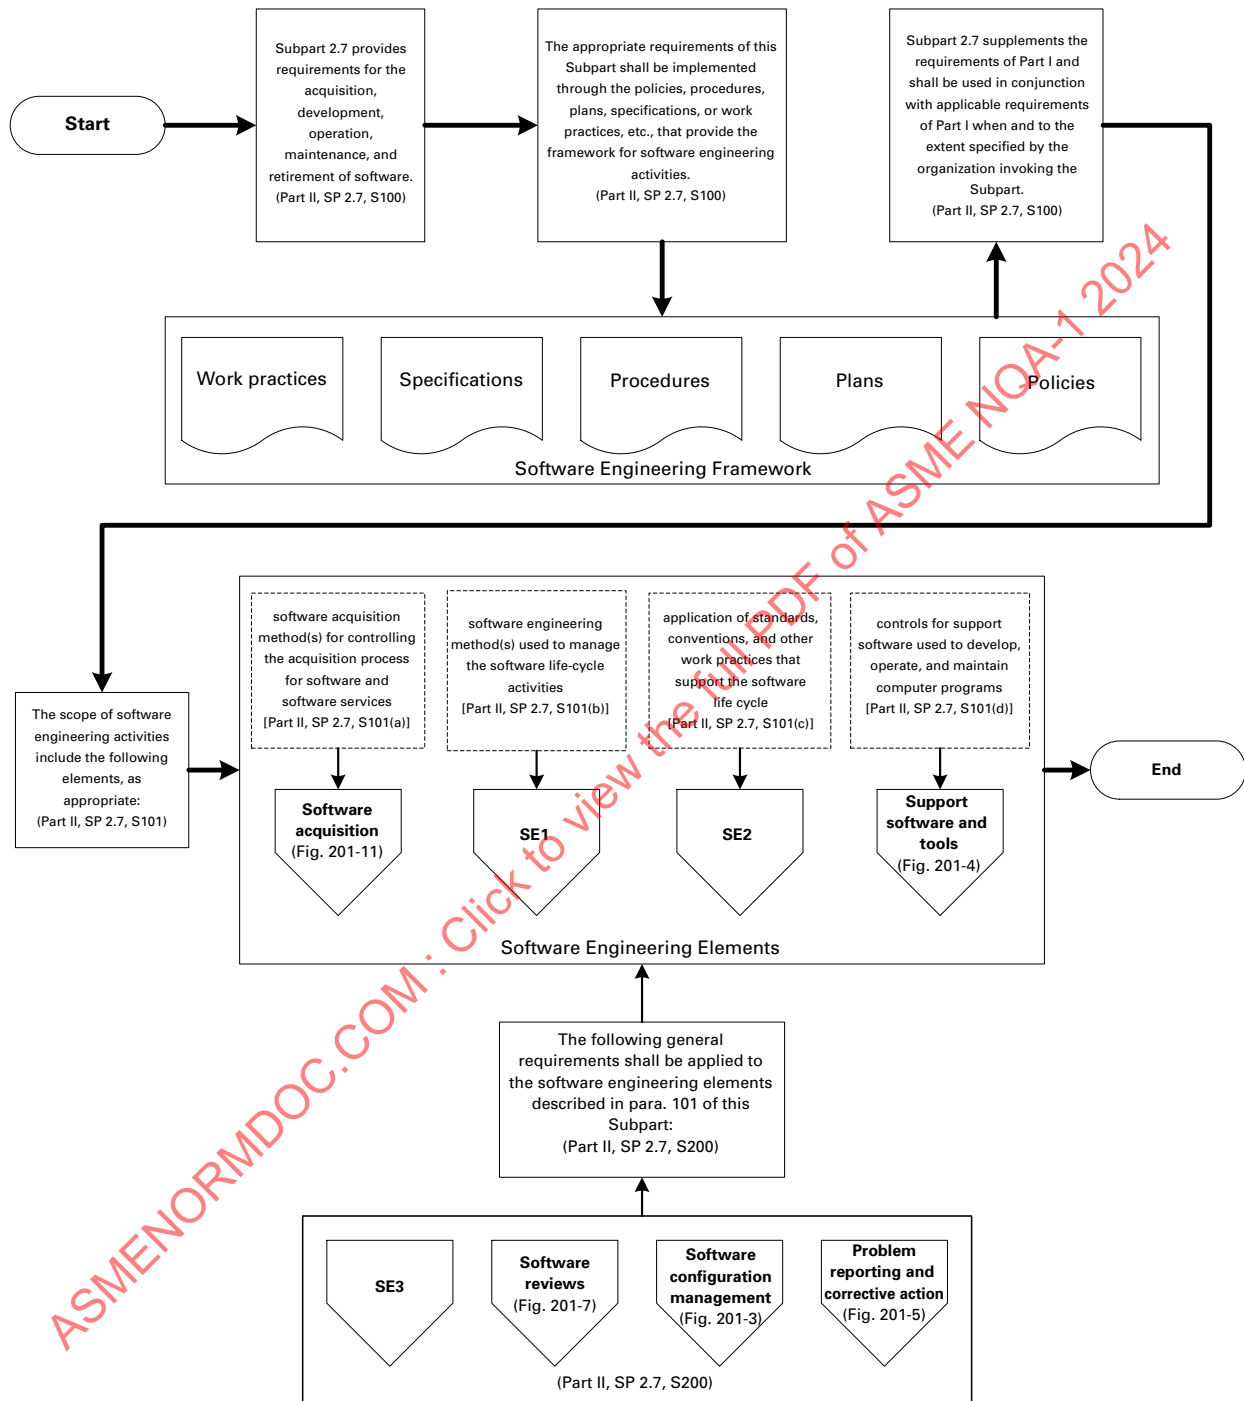 Start
Subpart 2.7 provides
requirements for the
acquisition,
development,
operation,
maintenance, and
retirement of software.
(Part II, SP 2.7, S100)
The appropriate requirements of this
Subpart shall be implemented
through the policies, procedures,
plans, specifications, or work
practices, etc., that provide the
framework for software engineering
activities.
(Part II, SP 2.7, S100)
Subpart 2.7 supplements the
requirements of Part I and
shall be used in conjunction
with applicable requirements
of Part I when and to the
extent specified by the
organization invoking the
Subpart.
(Part II, SP 2.7, S100)
Work practices
Specifications
Procedures
Plans
Policies
Software Engineering Framework
The scope of software
engineering activities
include the following
elements, as
appropriate:
(Part II, SP 2.7, S101)
software acquisition
method(s) for controlling
the acquisition process
for software and
software services
[Part II, SP 2.7, S101(a)]
software engineering
method(s) used to manage
the software life-cycle
activities
[Part II, SP 2.7, S101(b)]
application of standards,
conventions, and other
work practices that
support the software
life cycle
[Part II, SP 2.7, S101(c)]
controls for support
software used to develop,
operate, and maintain
computer programs
[Part II, SP 2.7, S101(d)]
Software
acquisition
(Fig. 201-11)
SE1
SE2
Support
software and
tools
(Fig. 201-4)
Software Engineering Elements
End
The following general
requirements shall be applied to
the software engineering elements
described in para. 101 of this
Subpart:
(Part II, SP 2.7, S200)
SE3
Software
reviews
(Fig. 201-7)
Software
configuration
management
(Fig. 201-3)
Problem
reporting and
corrective action
(Fig. 201-5)
(Part II, SP 2.7, S200)
ASMENORMDOC.COM : Click to view the full PDF of ASME NQA-1 2024